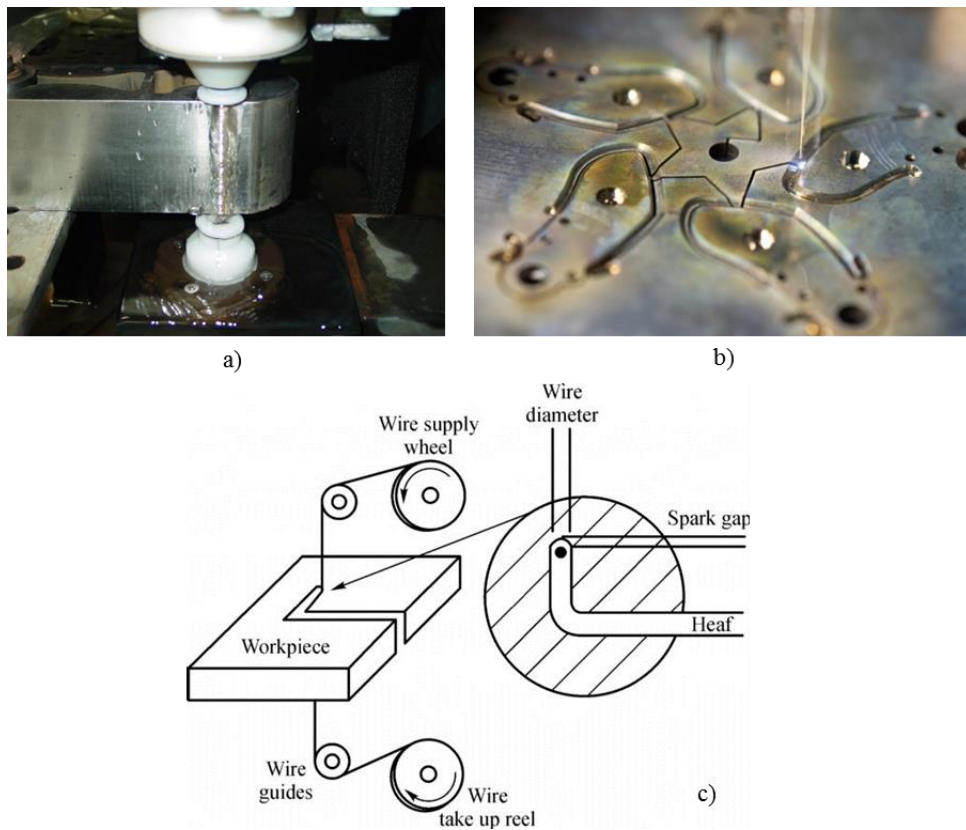 a)
b)
Wire
diameter
Wire supply
wheel
Spark gap
Workpiece
Heaf
Wire
guides
Wire
take up reel
c)